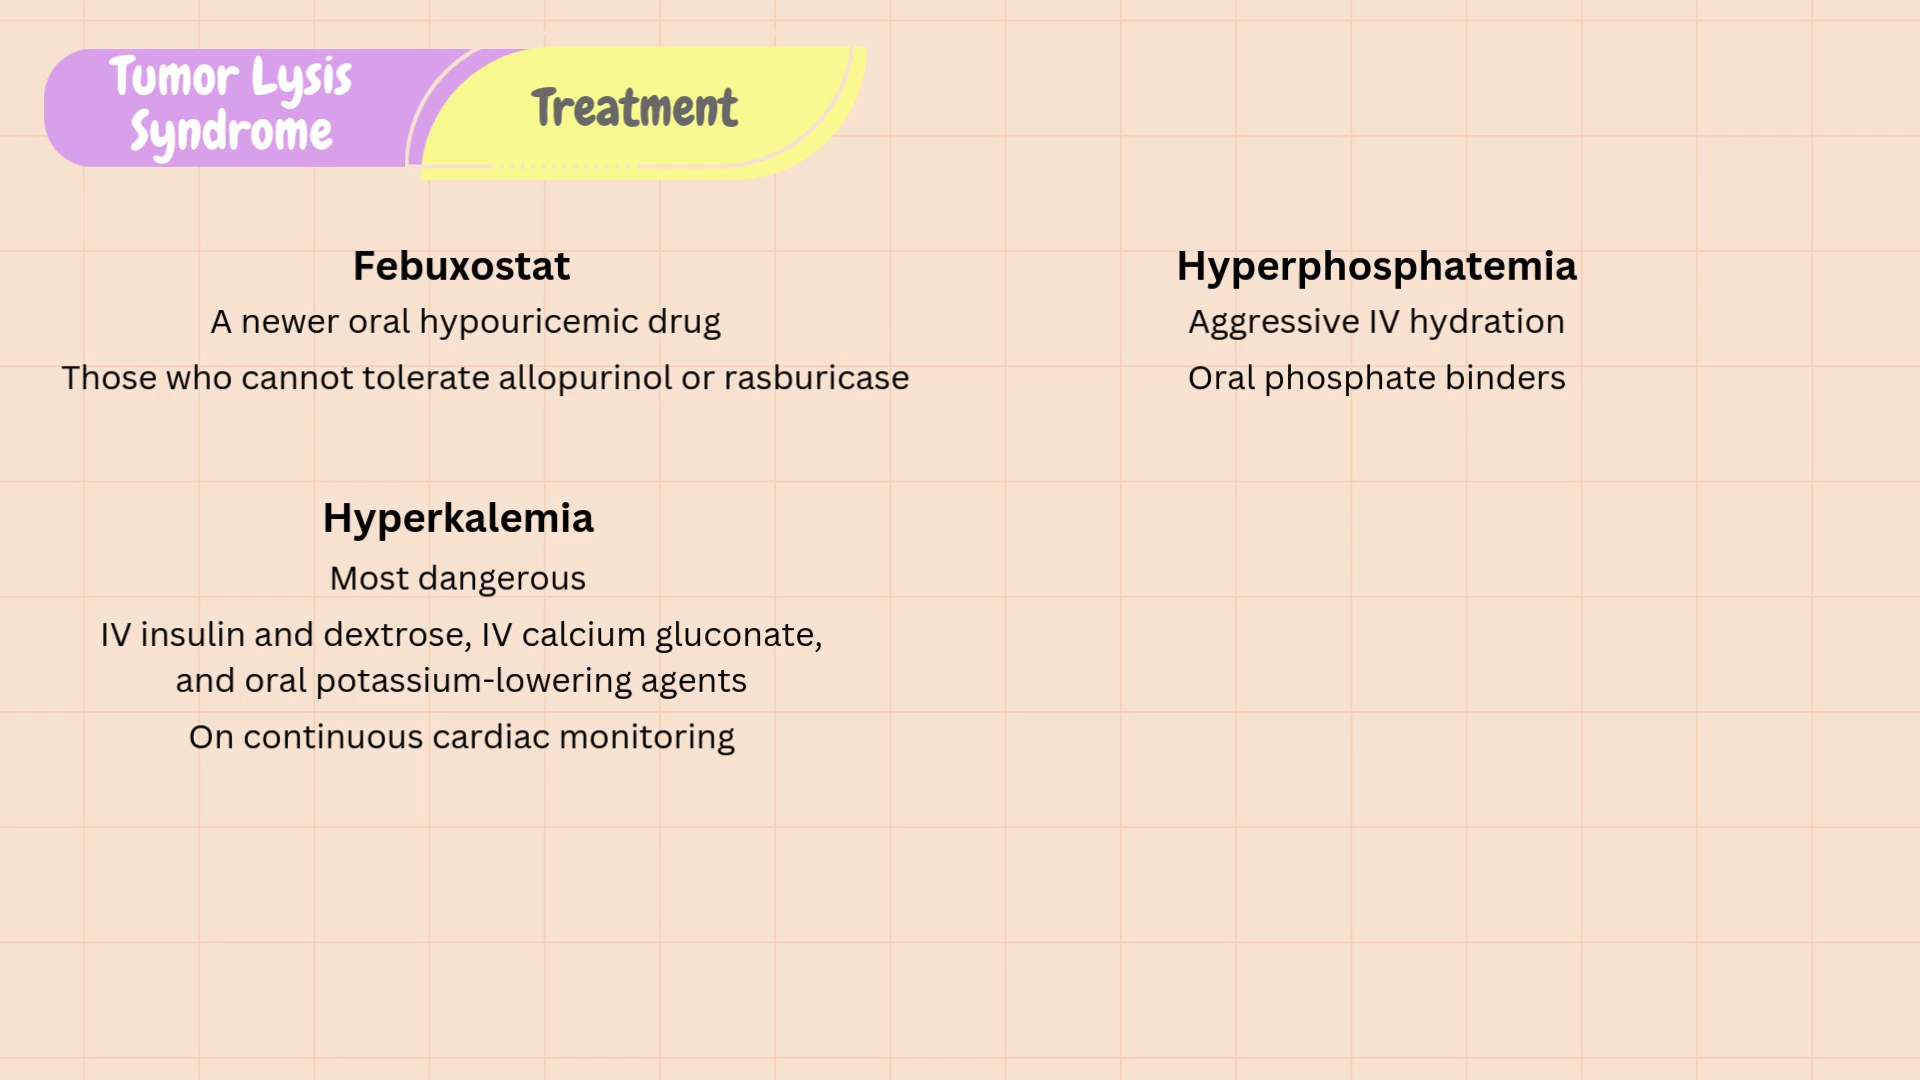 Tumor Lysis
Syndrome
Treatment
Febuxostat
A newer oral hypouricemic drug
Those who cannot tolerate allopurinol or rasburicase
Hyperkalemia
Most dangerous
IV insulin and dextrose, IV calcium gluconate,
and oral potassium-lowering agents
On continuous cardiac monitoring
Hyperphosphatemia
Aggressive IV hydration
Oral phosphate binders